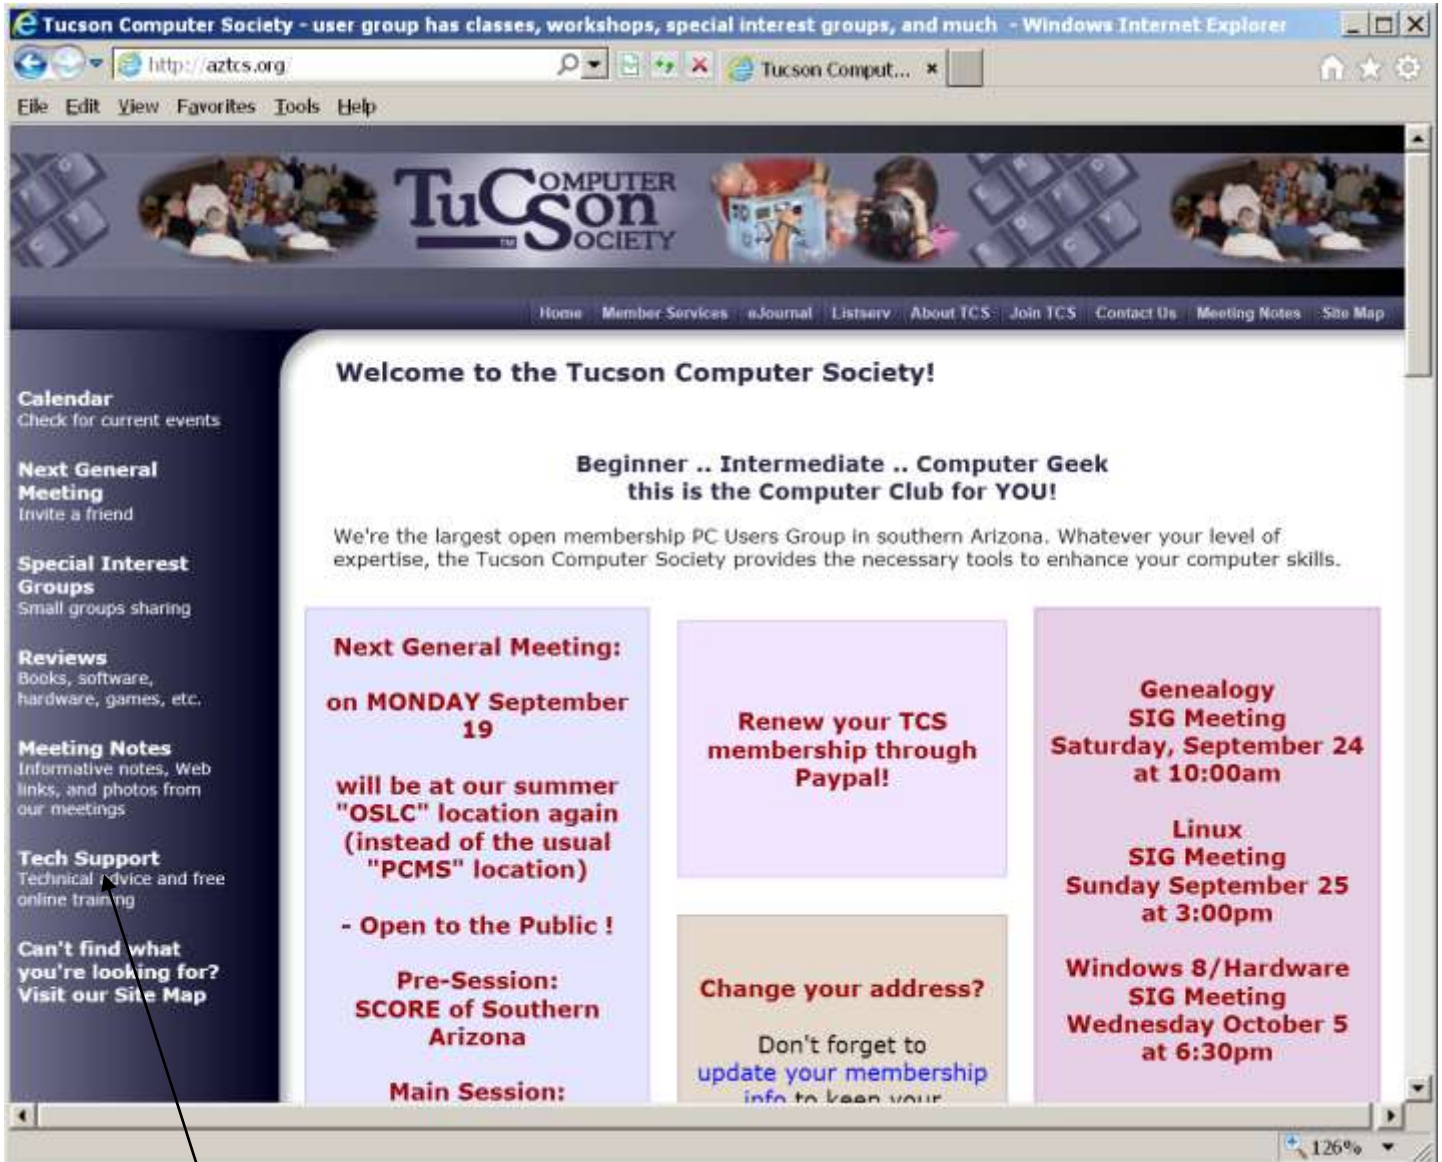 Tucson Computer Society - user group has classes, workshops, special interest groups, and much - Windows Internet Explorer
http://aztcs.org
Tucson Comput...
File Edit View Favorites Tools Help
TuCSon COMPUTER SOCIETY
TM
Home Member Services eJournal Listserv About TCS Join TCS Contact Us Meeting Notes Site Map
Calendar
Check for current events
Next General
Meeting
Invite a friend
Special Interest
Groups
Small groups sharing
Reviews
Books, software,
hardware, games, etc.
Meeting Notes
Informative notes, Web
links, and photos from
our meetings
Tech Support
Technical advice and free
online training
Can't find what
you're looking for?
Visit our Site Map
Welcome to the Tucson Computer Society!
Beginner .. Intermediate .. Computer Geek
this is the Computer Club for YOU!
We're the largest open membership PC Users Group in southern Arizona. Whatever your level of
expertise, the Tucson Computer Society provides the necessary tools to enhance your computer skills.
Next General Meeting:
on MONDAY September
19
will be at our summer
"OSLC" location again
(instead of the usual
"PCMS" location)
- Open to the Public !
Pre-Session:
SCORE of Southern
Arizona
Main Session:
Renew your TCS
membership through
Paypal!
Change your address?
Don't forget to
update your membership
info to keep your
Genealogy
SIG Meeting
Saturday, September 24
at 10:00am
Linux
SIG Meeting
Sunday September 25
at 3:00pm
Windows 8/Hardware
SIG Meeting
Wednesday October 5
at 6:30pm
126%